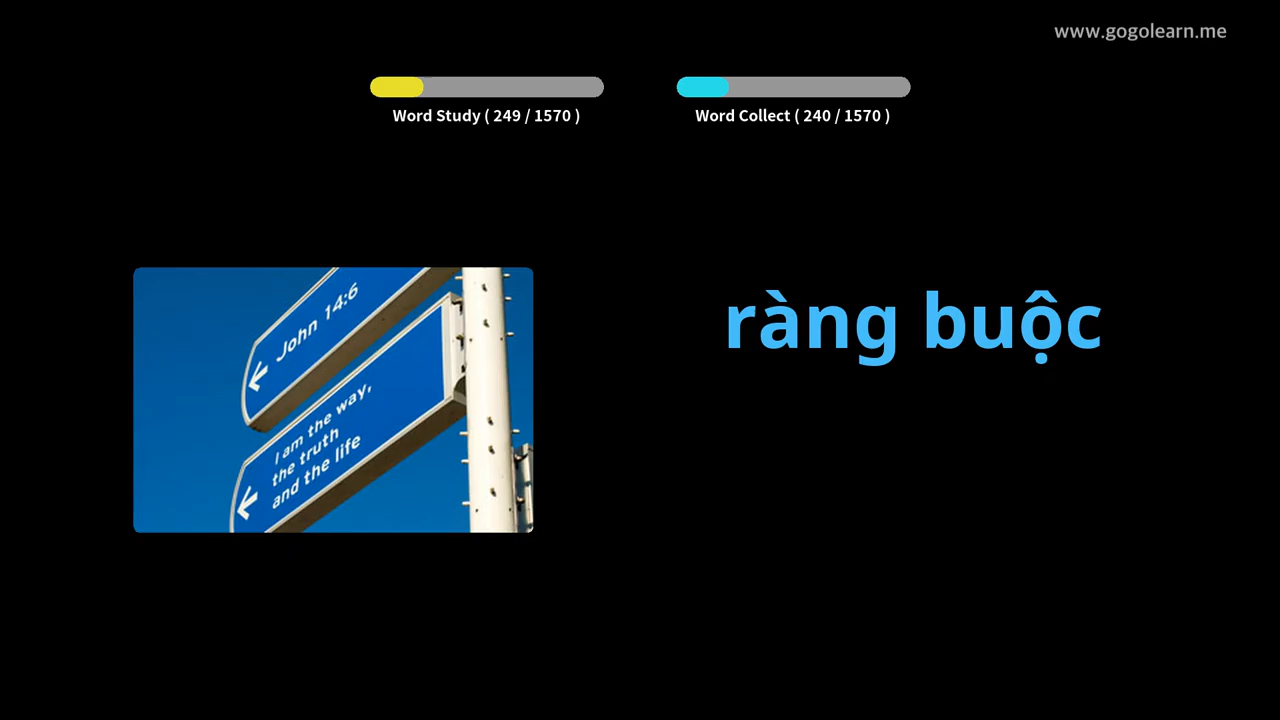 www.gogolearn.me
Word Study ( 249 / 1570 )
Word Collect ( 240 / 1570 )
John 14:6
I am the way,
the truth
and the life
ràng buộc